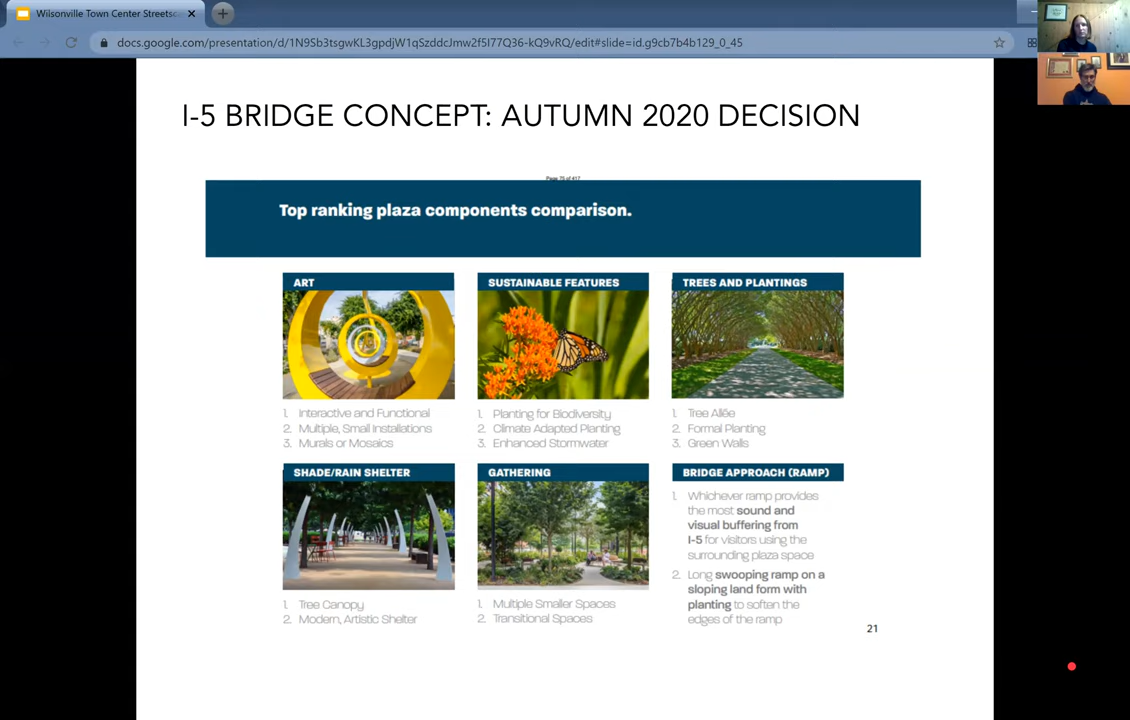 Wilsonville Town Center Streetsc
docs.google.com/presentation/d/1N9Sb3tsgwKL3gpdjW1qSzddcJmw2f5I77Q36-kQ9vRQ/edit#slide=id.g9cb7b4b129_0_45
I-5 BRIDGE CONCEPT: AUTUMN 2020 DECISION
Page 75 of 417
Top ranking plaza components comparison.
ART
1. Interactive and Functional
2. Multiple, Small Installations
3. Murals or Mosaics
SUSTAINABLE FEATURES
1. Planting for Biodiversity
2. Climate Adapted Planting
3. Enhanced Stormwater
TREES AND PLANTINGS
1. Tree Allée
2. Formal Planting
3. Green Walls
SHADE/RAIN SHELTER
1. Tree Canopy
2. Modern, Artistic Shelter
GATHERING
1. Multiple Smaller Spaces
2. Transitional Spaces
BRIDGE APPROACH (RAMP)
1. Whichever ramp provides
the most sound and
visual buffering from
I-5 for visitors using the
surrounding plaza space
2. Long swooping ramp on a
sloping land form with
planting to soften the
edges of the ramp
21